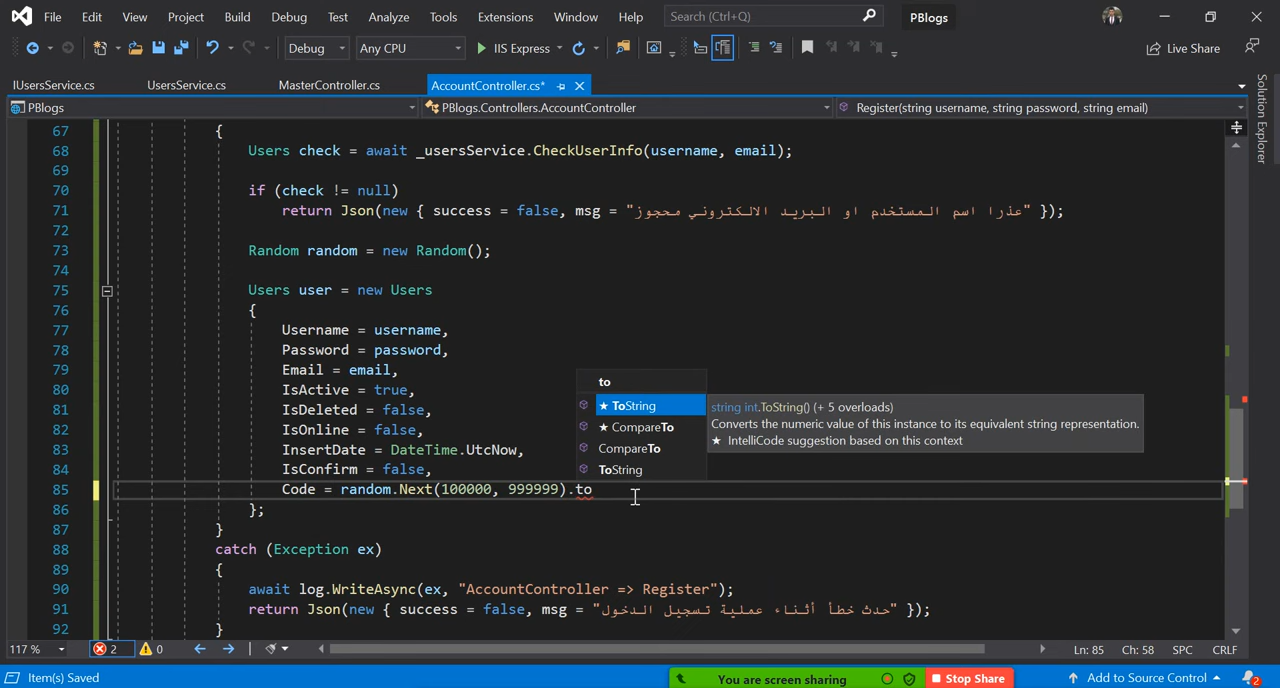 File Edit View Project Build Debug Test Analyze Tools Extensions Window Help Search (Ctrl+Q) PBlogs
Debug Any CPU IIS Express Live Share
IUsersService.cs UsersService.cs MasterController.cs AccountController.cs*
PBlogs PBlogs.Controllers.AccountController Register(string username, string password, string email)
Solution Explorer
67 {
68 Users check = await _usersService.CheckUserInfo(username, email);
69
70 if (check != null)
71 return Json(new { success = false, msg = "عذرا اسم المستخدم او البريد الالكتروني محجوز" });
72
73 Random random = new Random();
74
75 Users user = new Users
76 {
77 Username = username,
78 Password = password,
79 Email = email,
80 IsActive = true,
81 IsDeleted = false,
82 IsOnline = false,
83 InsertDate = DateTime.UtcNow,
84 IsConfirm = false,
85 Code = random.Next(100000, 999999).to
86 };
87 }
88 catch (Exception ex)
89 {
90 await log.WriteAsync(ex, "AccountController => Register");
91 return Json(new { success = false, msg = "حدث خطأ أثناء عملية تسجيل الدخول" });
92 }
to
★ ToString
★ CompareTo
CompareTo
ToString
string int.ToString() (+ 5 overloads)
Converts the numeric value of this instance to its equivalent string representation.
★ IntelliCode suggestion based on this context
117 % 2 0 Ln: 85 Ch: 58 SPC CRLF
Item(s) Saved You are screen sharing Stop Share Add to Source Control 2